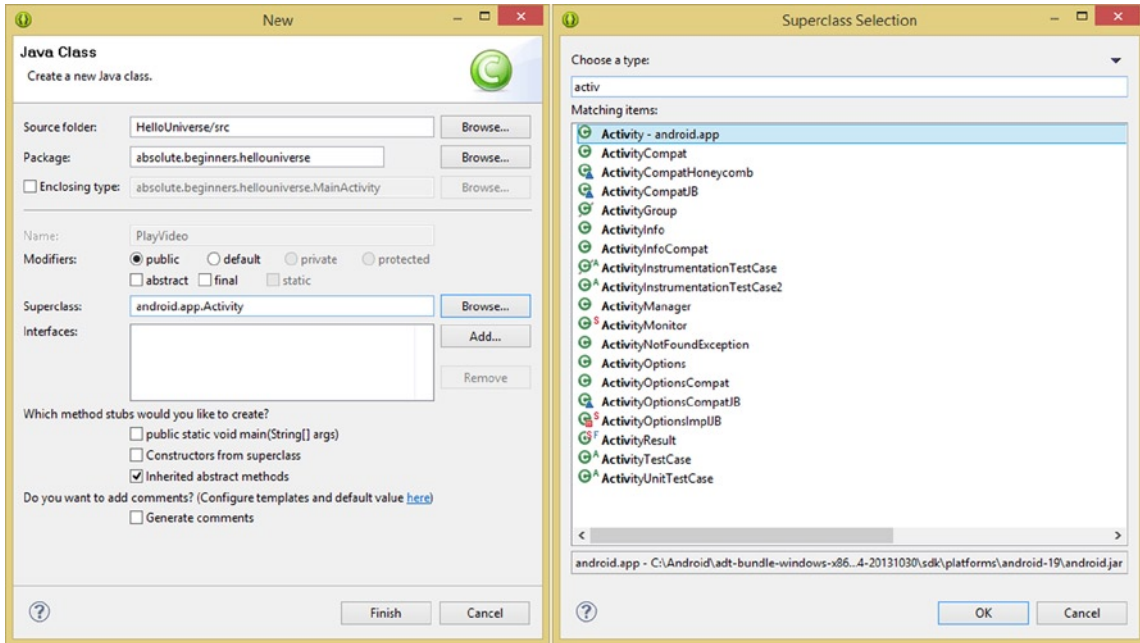 New
Java Class
Create a new Java class.
Source folder: HelloUniverse/src Browse...
Package: absolute.beginners.hellouniverse Browse...
Enclosing type: absolute.beginners.hellouniverse.MainActivity Browse...
Name: PlayVideo
Modifiers: public default private protected
abstract final static
Superclass: android.app.Activity Browse...
Interfaces: Add...
Remove
Which method stubs would you like to create?
public static void main(String[] args)
Constructors from superclass
Inherited abstract methods
Do you want to add comments? (Configure templates and default value here)
Generate comments
Finish Cancel
Superclass Selection
Choose a type:
activ
Matching items:
Activity - android.app
ActivityCompat
ActivityCompatHoneycomb
ActivityCompatJB
ActivityGroup
ActivityInfo
ActivityInfoCompat
ActivityInstrumentationTestCase
ActivityInstrumentationTestCase2
ActivityManager
ActivityMonitor
ActivityNotFoundException
ActivityOptions
ActivityOptionsCompat
ActivityOptionsCompatJB
ActivityOptionsImplJB
ActivityResult
ActivityTestCase
ActivityUnitTestCase
android.app - C:\Android\adt-bundle-windows-x86...4-20131030\sdk\platforms\android-19\android.jar
OK Cancel